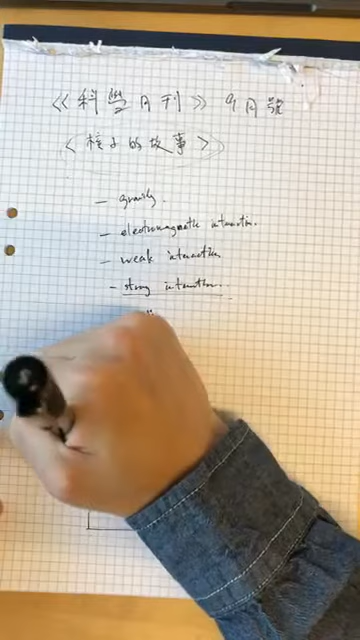 《科學月刊》 9月號
〈核子的故事〉
- gravity.
- electromagnetic interaction.
- weak interaction
- strong interaction.